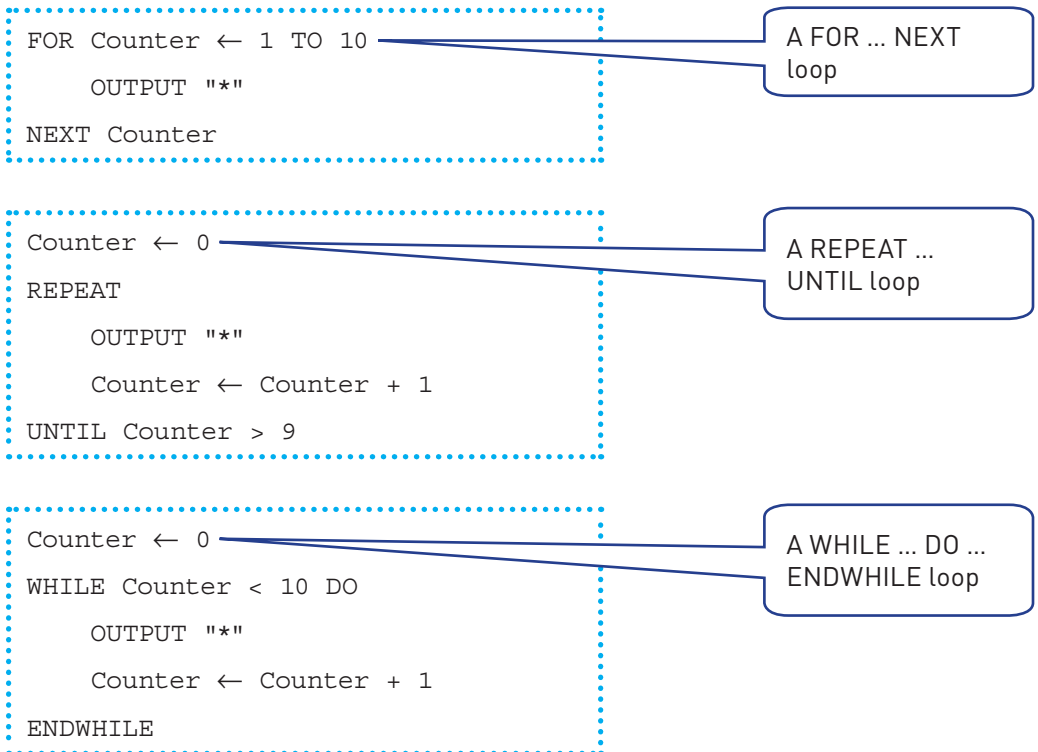 FOR Counter ← 1 TO 10
OUTPUT "*"
NEXT Counter
A FOR ... NEXT
loop
Counter ← 0
REPEAT
OUTPUT "*"
Counter ← Counter + 1
UNTIL Counter > 9
A REPEAT ...
UNTIL loop
Counter ← 0
WHILE Counter < 10 DO
OUTPUT "*"
Counter ← Counter + 1
ENDWHILE
A WHILE ... DO ...
ENDWHILE loop